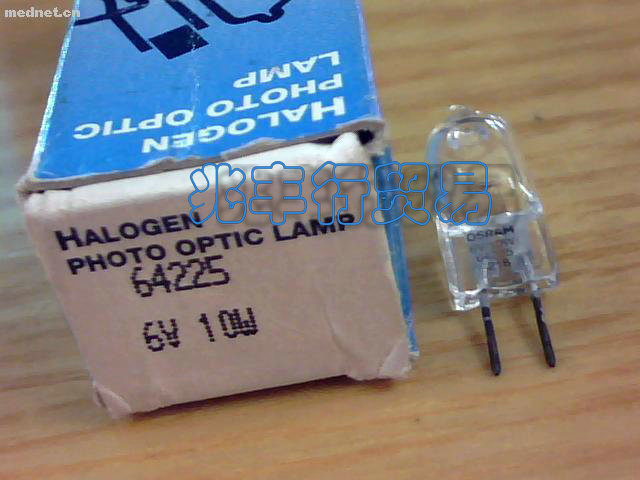 mednet.cn
HALOGEN
PHOTO OPTIC
LAMP
兆丰行贸易
HALOGEN
PHOTO OPTIC LAMP
64225
6V 10W
OSRAM